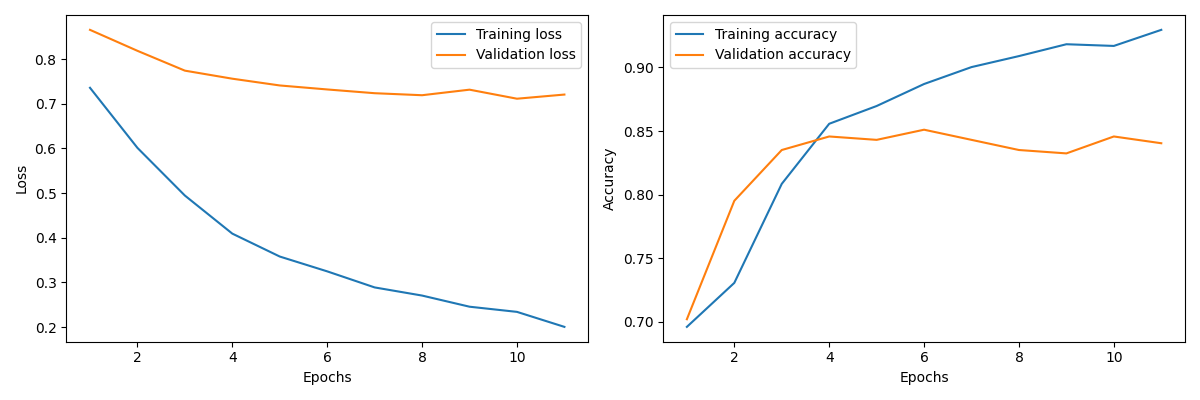 Training loss
Validation loss
0.8
0.7
0.6
0.5
0.4
0.3
0.2
Loss
2 4 6 8 10
Epochs
Training accuracy
Validation accuracy
0.90
0.85
0.80
0.75
0.70
Accuracy
2 4 6 8 10
Epochs